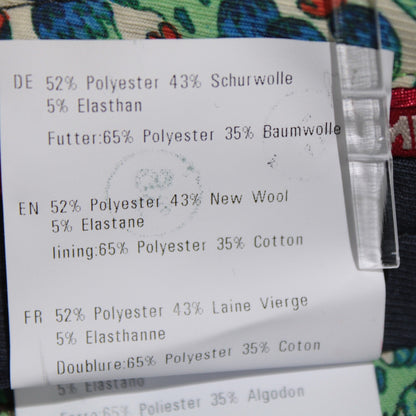 DE 52% Polyester 43% Schurwolle
5% Elasthan
Futter:65% Polyester 35% Baumwolle
EN 52% Polyester 43% New Wool
5% Elastane
lining:65% Polyester 35% Cotton
FR 52% Polyester 43% Laine Vierge
5% Elasthanne
Doublure:65% Polyester 35% Coton
5% Elastano
65% Poliester 35% Algodon